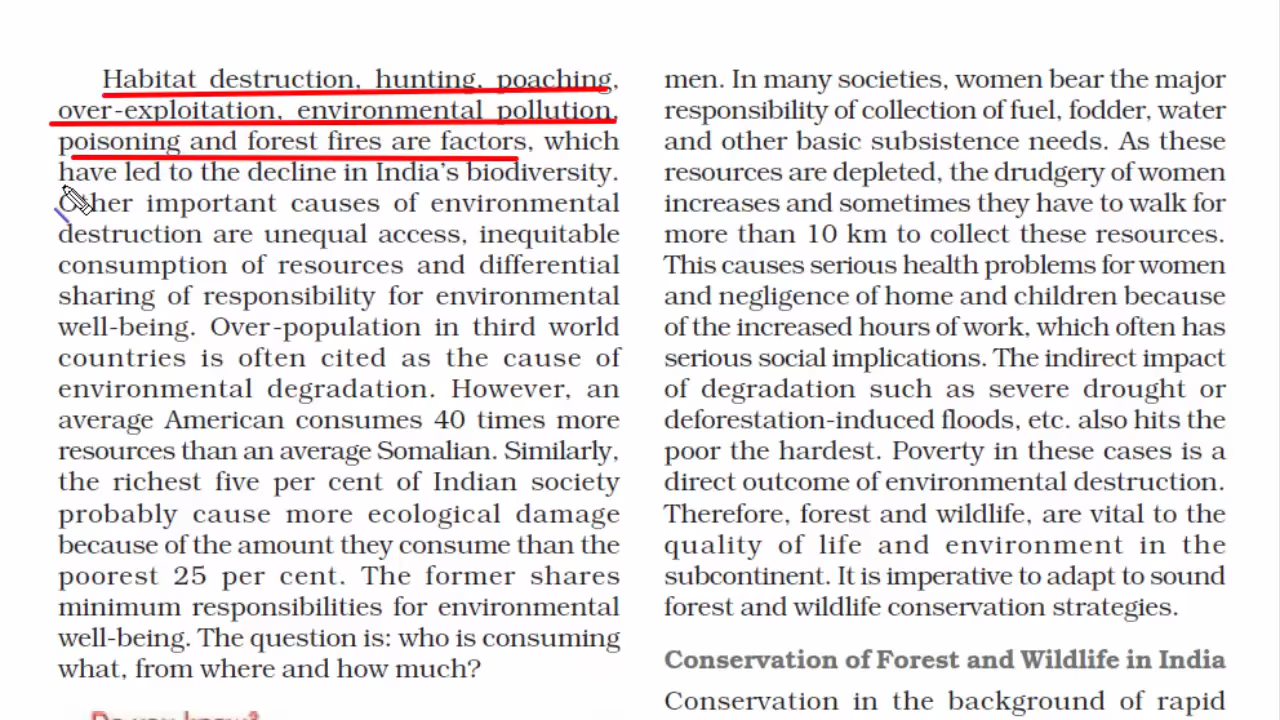 Habitat destruction, hunting, poaching,
over-exploitation, environmental pollution,
poisoning and forest fires are factors, which
have led to the decline in India's biodiversity.
Other important causes of environmental
destruction are unequal access, inequitable
consumption of resources and differential
sharing of responsibility for environmental
well-being. Over-population in third world
countries is often cited as the cause of
environmental degradation. However, an
average American consumes 40 times more
resources than an average Somalian. Similarly,
the richest five per cent of Indian society
probably cause more ecological damage
because of the amount they consume than the
poorest 25 per cent. The former shares
minimum responsibilities for environmental
well-being. The question is: who is consuming
what, from where and how much?
Do you know?
men. In many societies, women bear the major
responsibility of collection of fuel, fodder, water
and other basic subsistence needs. As these
resources are depleted, the drudgery of women
increases and sometimes they have to walk for
more than 10 km to collect these resources.
This causes serious health problems for women
and negligence of home and children because
of the increased hours of work, which often has
serious social implications. The indirect impact
of degradation such as severe drought or
deforestation-induced floods, etc. also hits the
poor the hardest. Poverty in these cases is a
direct outcome of environmental destruction.
Therefore, forest and wildlife, are vital to the
quality of life and environment in the
subcontinent. It is imperative to adapt to sound
forest and wildlife conservation strategies.
Conservation of Forest and Wildlife in India
Conservation in the background of rapid